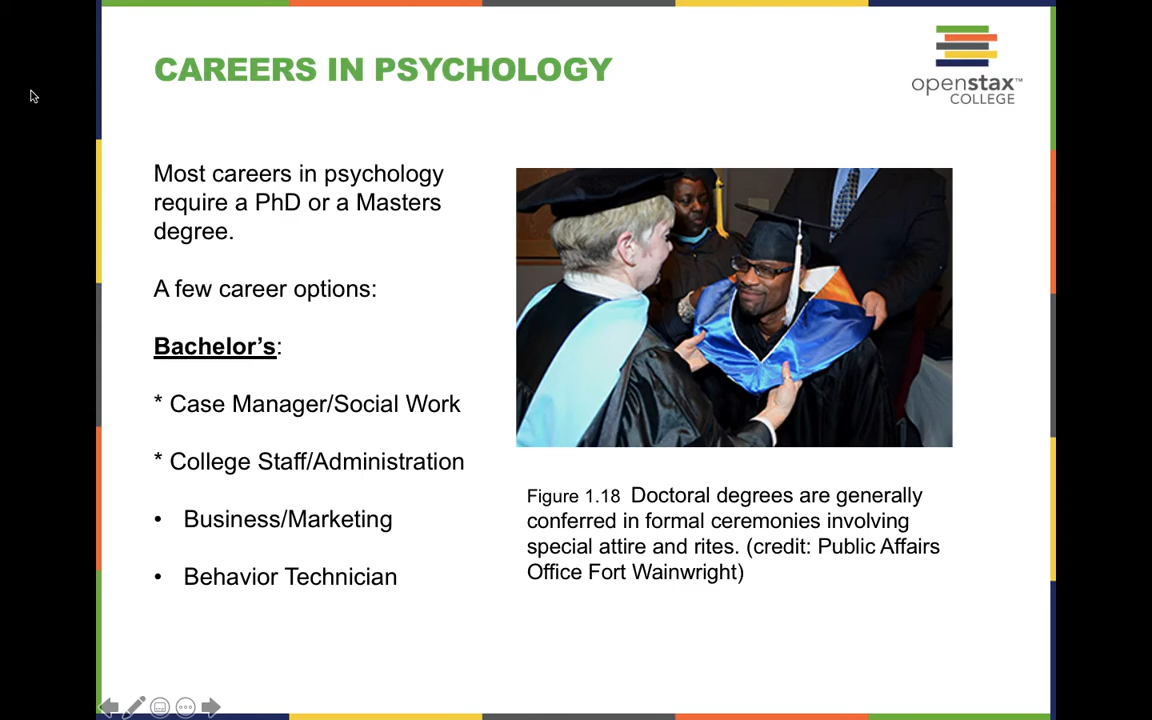 CAREERS IN PSYCHOLOGY
openstax™
COLLEGE
Most careers in psychology
require a PhD or a Masters
degree.
A few career options:
Bachelor’s:
* Case Manager/Social Work
* College Staff/Administration
• Business/Marketing
• Behavior Technician
Figure 1.18 Doctoral degrees are generally
conferred in formal ceremonies involving
special attire and rites. (credit: Public Affairs
Office Fort Wainwright)